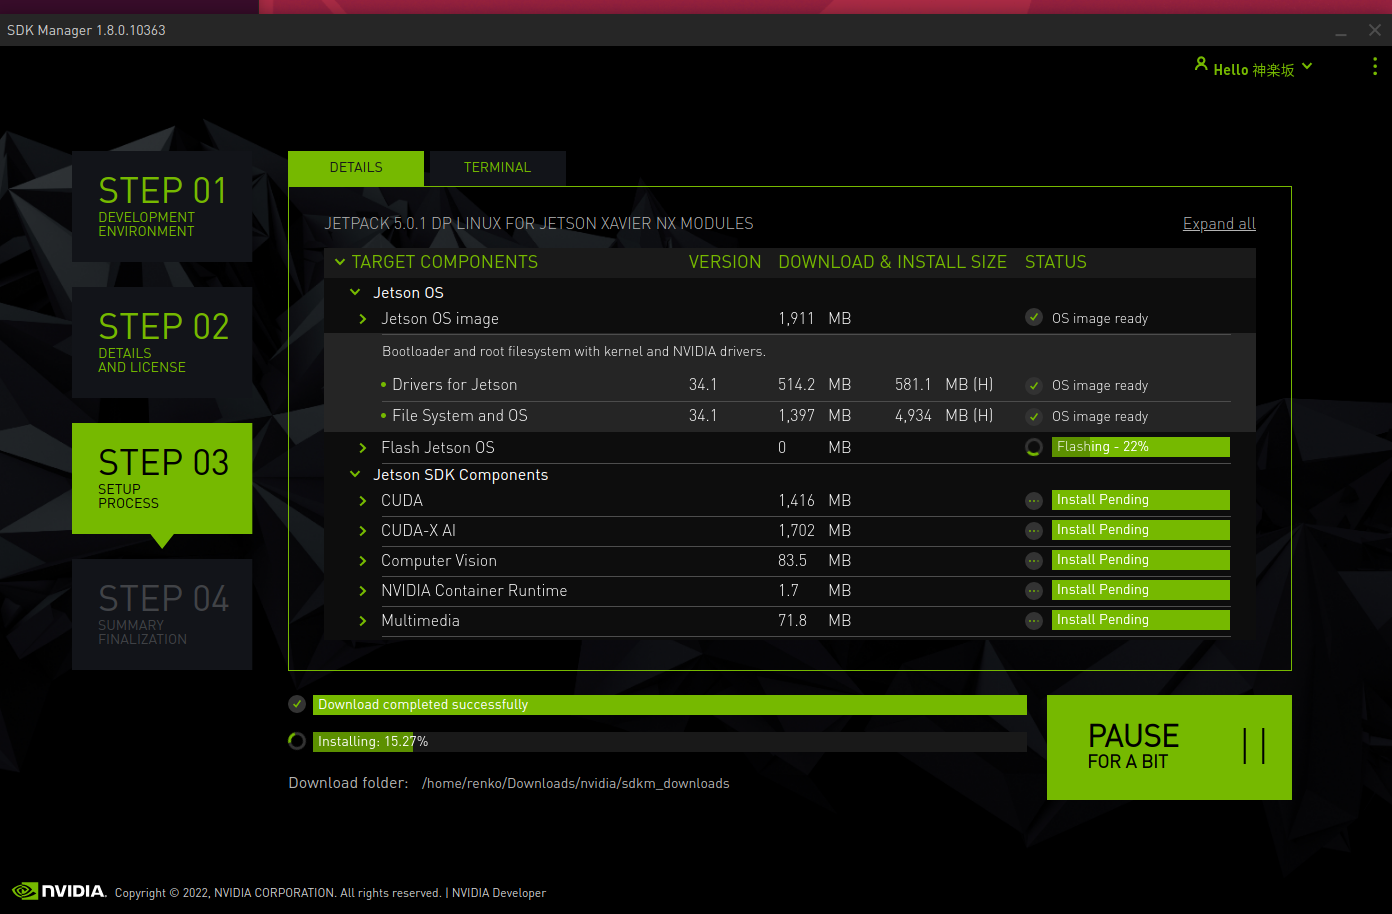 SDK Manager 1.8.0.10363
Hello 神楽坂
STEP 01
DEVELOPMENT
ENVIRONMENT
STEP 02
DETAILS
AND LICENSE
STEP 03
SETUP
PROCESS
STEP 04
SUMMARY
FINALIZATION
DETAILS TERMINAL
JETPACK 5.0.1 DP LINUX FOR JETSON XAVIER NX MODULES Expand all
TARGET COMPONENTS VERSION DOWNLOAD & INSTALL SIZE STATUS
Jetson OS
Jetson OS image 1,911 MB OS image ready
Bootloader and root filesystem with kernel and NVIDIA drivers.
Drivers for Jetson 34.1 514.2 MB 581.1 MB (H) OS image ready
File System and OS 34.1 1,397 MB 4,934 MB (H) OS image ready
Flash Jetson OS 0 MB Flashing - 22%
Jetson SDK Components
CUDA 1,416 MB Install Pending
CUDA-X AI 1,702 MB Install Pending
Computer Vision 83.5 MB Install Pending
NVIDIA Container Runtime 1.7 MB Install Pending
Multimedia 71.8 MB Install Pending
Download completed successfully
Installing: 15.27%
Download folder: /home/renko/Downloads/nvidia/sdkm_downloads
PAUSE
FOR A BIT
NVIDIA. Copyright © 2022, NVIDIA CORPORATION. All rights reserved. | NVIDIA Developer